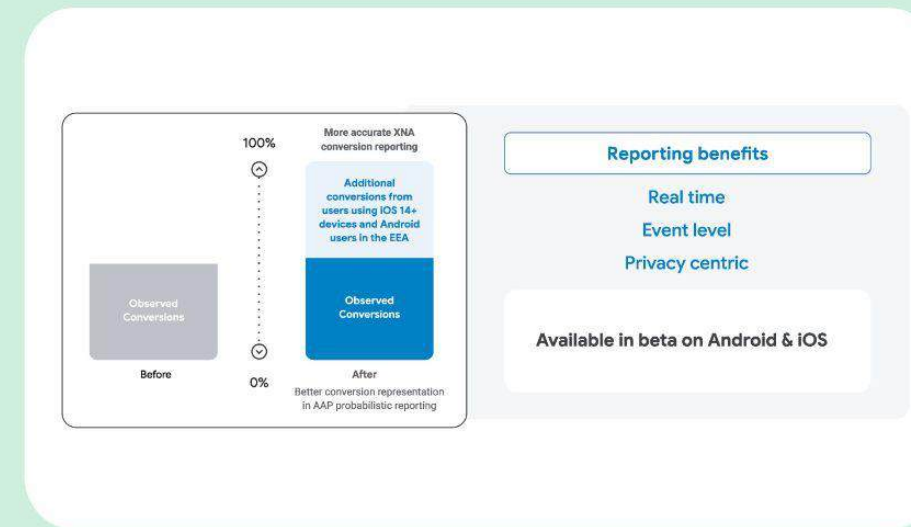 100%
More accurate XNA
conversion reporting
Additional
conversions from
users using iOS 14+
devices and Android
users in the EEA
Observed
Conversions
Observed
Conversions
Before
0%
After
Better conversion representation
in AAP probabilistic reporting
Reporting benefits
Real time
Event level
Privacy centric
Available in beta on Android & iOS